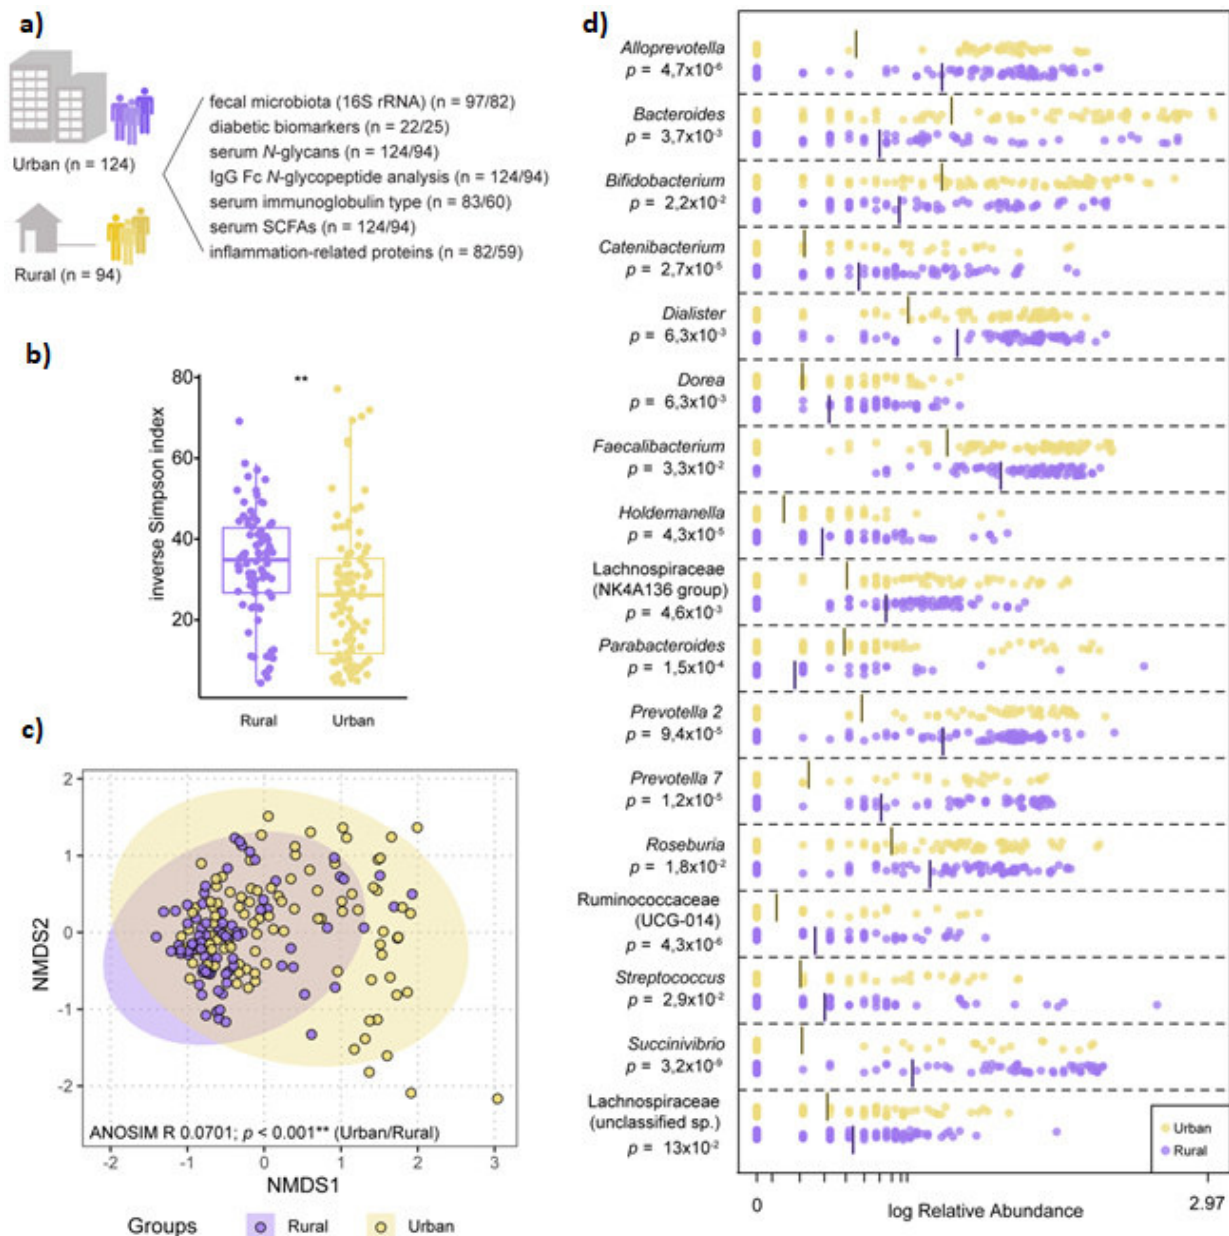 a)
Urban (n = 124)
Rural (n = 94)
fecal microbiota (16S rRNA) (n = 97/82)
diabetic biomarkers (n = 22/25)
serum N-glycans (n = 124/94)
IgG Fc N-glycopeptide analysis (n = 124/94)
serum immunoglobulin type (n = 83/60)
serum SCFAs (n = 124/94)
inflammation-related proteins (n = 82/59)
b)
inverse Simpson index
80
60
40
20
**
Rural
Urban
c)
NMDS2
2
1
0
-1
-2
ANOSIM R 0.0701; p < 0.001** (Urban/Rural)
-2
-1
0
1
2
3
NMDS1
Groups
Rural
Urban
d)
Alloprevotella
p = 4,7x10-6
Bacteroides
p = 3,7x10-3
Bifidobacterium
p = 2,2x10-2
Catenibacterium
p = 2,7x10-5
Dialister
p = 6,3x10-3
Dorea
p = 6,3x10-3
Faecalibacterium
p = 3,3x10-2
Holdemanella
p = 4,3x10-5
Lachnospiraceae
(NK4A136 group)
p = 4,6x10-3
Parabacteroides
p = 1,5x10-4
Prevotella 2
p = 9,4x10-5
Prevotella 7
p = 1,2x10-5
Roseburia
p = 1,8x10-2
Ruminococcaceae
(UCG-014)
p = 4,3x10-6
Streptococcus
p = 2,9x10-2
Succinivibrio
p = 3,2x10-9
Lachnospiraceae
(unclassified sp.)
p = 13x10-2
Urban
Rural
0
log Relative Abundance
2.97